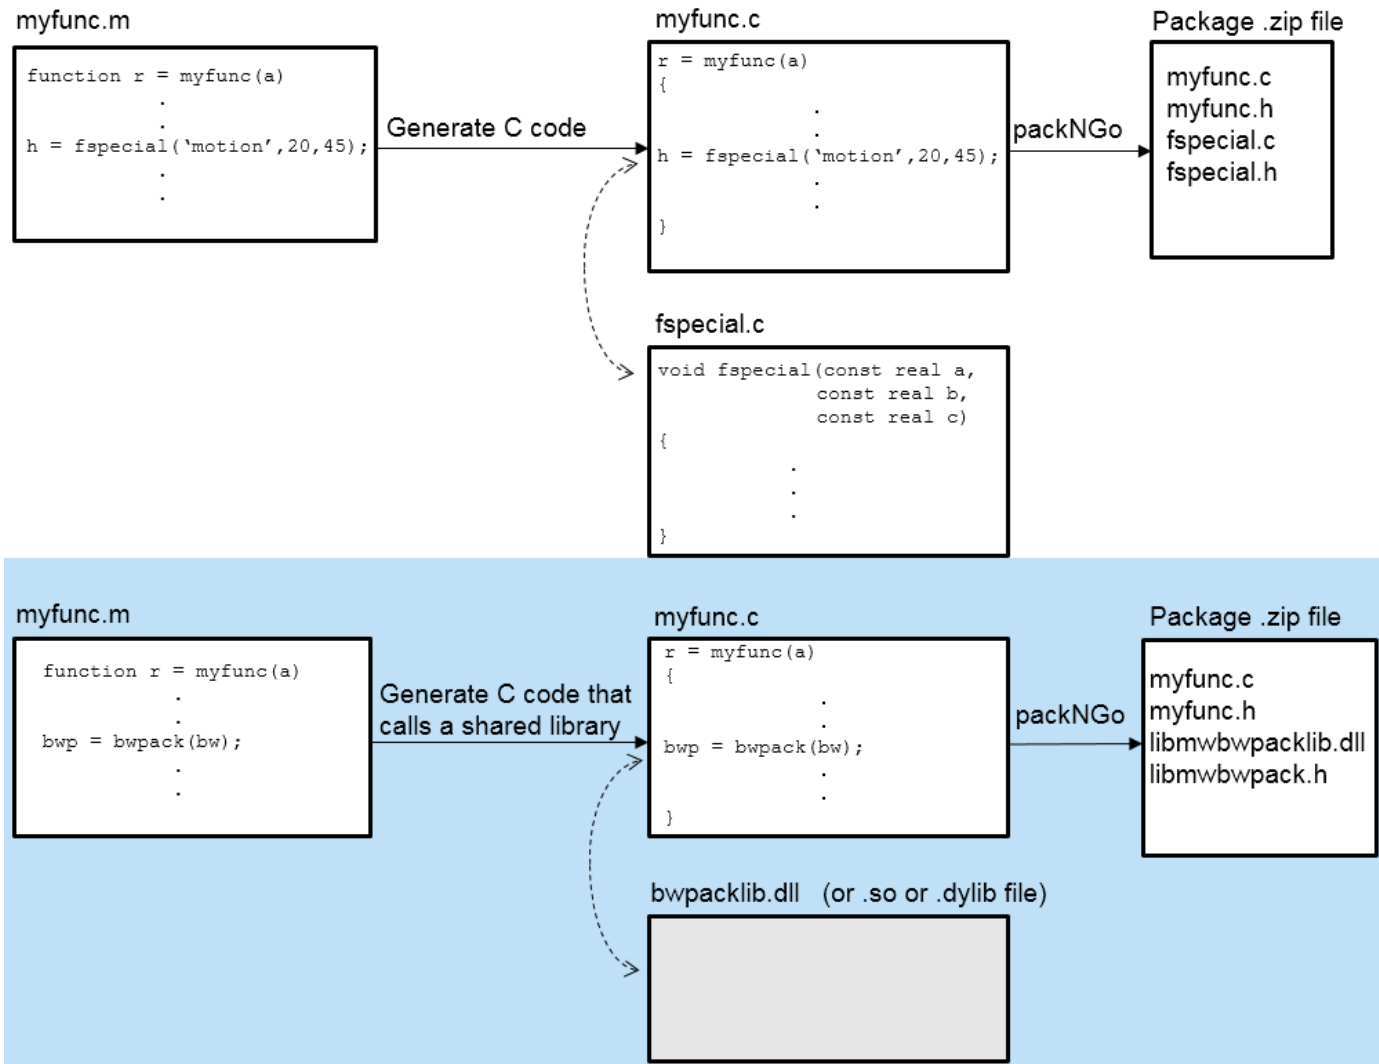 myfunc.m
function r = myfunc(a)
.
.
h = fspecial(‘motion’,20,45);
.
.
Generate C code
myfunc.c
r = myfunc(a)
{
.
.
h = fspecial(‘motion’,20,45);
.
.
}
packNGo
Package .zip file
myfunc.c
myfunc.h
fspecial.c
fspecial.h
fspecial.c
void fspecial(const real a,
const real b,
const real c)
{
.
.
.
}
myfunc.m
function r = myfunc(a)
.
.
bwp = bwpack(bw);
.
.
Generate C code that
calls a shared library
myfunc.c
r = myfunc(a)
{
.
.
bwp = bwpack(bw);
.
.
}
packNGo
Package .zip file
myfunc.c
myfunc.h
libmwbwpacklib.dll
libmwbwpack.h
bwpacklib.dll (or .so or .dylib file)